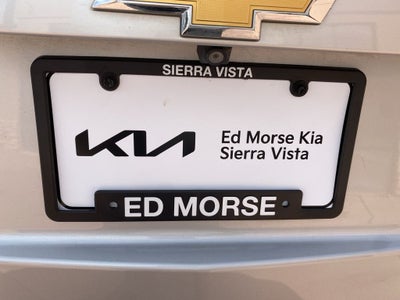 SIERRA VISTA
KIA
Ed Morse Kia
Sierra Vista
ED MORSE